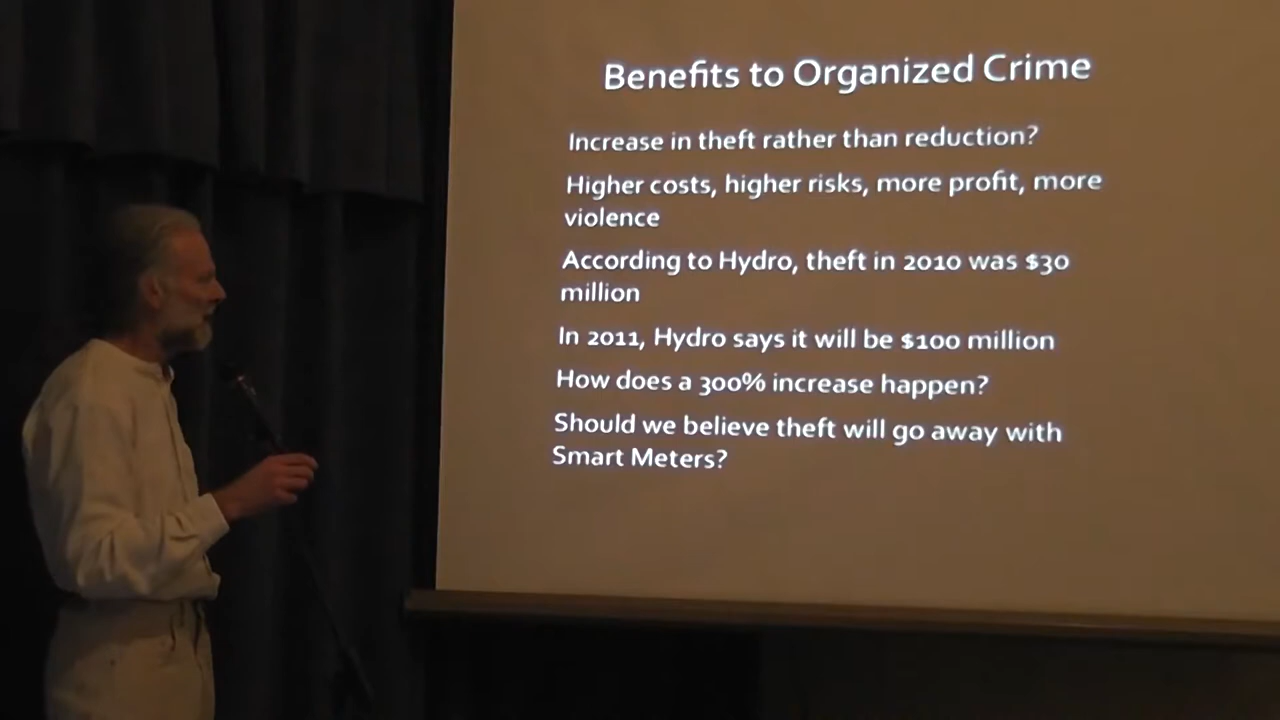 Benefits to Organized Crime
Increase in theft rather than reduction?
Higher costs, higher risks, more profit, more
violence
According to Hydro, theft in 2010 was $30
million
In 2011, Hydro says it will be $100 million
How does a 300% increase happen?
Should we believe theft will go away with
Smart Meters?